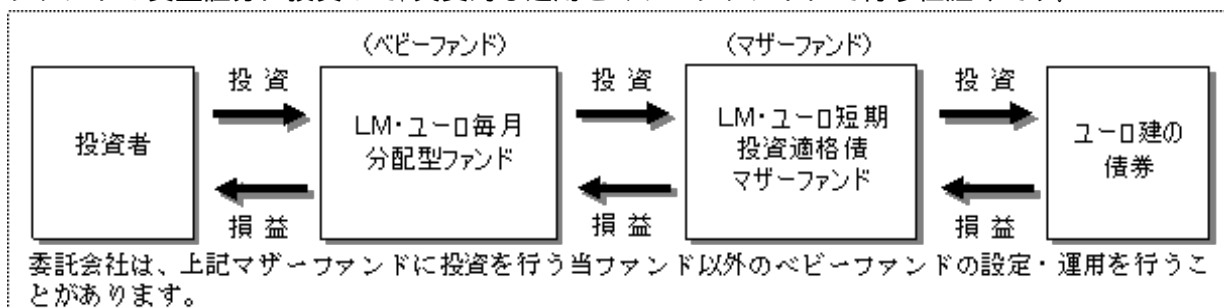 〈ベビーファンド〉
〈マザーファンド〉
投資者
投 資
損 益
LM・ユーロ毎月
分配型ファンド
投 資
損 益
LM・ユーロ短期
投資適格債
マザーファンド
投 資
損 益
ユーロ建の
債券
委託会社は、上記マザーファンドに投資を行う当ファンド以外のベビーファンドの設定・運用を行うこ
とがあります。